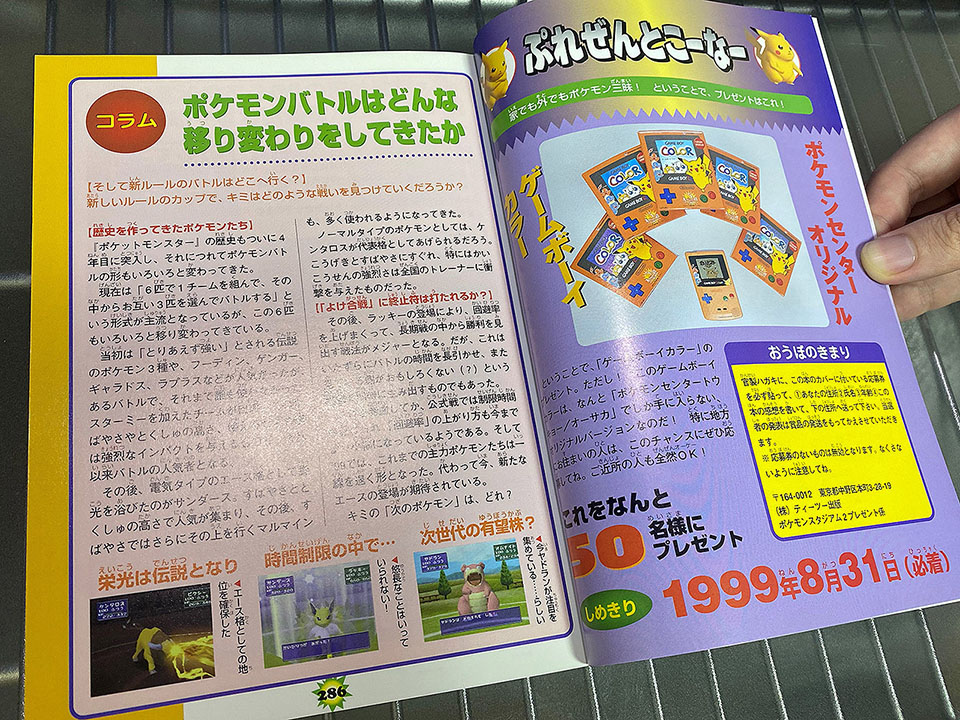 コラム
ポケモンバトルはどんな
移り変わりをしてきたか
【そして新ルールのバトルはどこへ行く？】
新しいルールのカップで、キミはどのような戦いを見つけていくだろうか？
【歴史を作ってきたポケモンたち】
『ポケットモンスター』の歴史もついに４
年目に突入し、それにつれてポケモンバト
ルの形もいろいろと変わってきた。
現在は「６匹で１チームを組んで、その
中からお互い３匹を選んでバトルする」と
いう形式が主流となっているが、この６匹
もいろいろと移り変わってきている。
当初は「とりあえず強い」とされる伝説
のポケモン３種や、フーディン、ゲンガー、
ギャラドス、ラプラスなどが人気だったが
あるバトルで、それまで
スターミーを加えたチー
ばやさやとくしゅの高さ、
は強烈なインパクトを与え
以来バトルの人気者となる
その後、電気タイプのエース格として
光を浴びたのがサンダース。すばやさとと
くしゅの高さで人気が集まり、その後、す
ばやさではさらにその上を行くマルマイン
も、多く使われるようになってきた。
ノーマルタイプのポケモンとしては、ケ
ンタロスが代表格としてあげられるだろう。
こうげきとすばやさにすぐれ、特にはかい
こうせんの強烈さは全国のトレーナーに衝
撃を与えたものだった。
【「よけ合戦」に終止符は打たれるか？】
その後、ラッキーの登場により、回避率
を上げまくって、長期戦の中から勝利を見
出す戦法がメジャーとなる。だが、これは
いたずらにバトルの時間を長引かせ、また
がおもしろくない（？）という
み出すものでもあった。
てか、公式戦では制限時間
回避率」の上がり方も今まで
になっているようである。そして
では、これまでの主力ポケモンたちは一
線を退く形となった。代わって今、新たな
エースの登場が期待されている。
キミの「次のポケモン」は、どれ？
栄光は伝説となり
▲エース格としての地
位を確保した
時間制限の中で…
▲悠長なことはいって
いられない！
次世代の有望株？
▲今ヤドランが注目を
集めている……らしい
286
ぷれぜんとこーなー
家でも外でもポケモン三昧！ ということで、プレゼントはこれ！
ゲームボーイ
カラー
ポケモンセンター
オリジナル
GAME BOY
COLOR
ということで、「ゲームボーイカラー」の
プレゼント。ただし！ このゲームボーイ
カラーは、なんと「ポケモンセンタートウ
キョー／オーサカ」でしか手に入らない、
オリジナルバージョンなのだ！ 特に地方
にお住まいの人は、このチャンスにぜひ応
募してね。ご近所の人も全然OK！
これをなんと
50
名様に
プレゼント
おうぼのきまり
官製ハガキに、この本のカバーに付いている応募券
を必ず貼って、①あなたの住所②氏名③年齢④この
本の感想を書いて、下の住所へ送って下さい。当選
者の発表は賞品の発送をもってかえさせていただき
ます。
※応募券のないものは無効となります。なくさな
いように注意してね。
〒164-0012 東京都中野区本町3-28-19
（株）ティーツー出版
ポケモンスタジアム２プレゼント係
しめきり
1999年8月31日（必着）